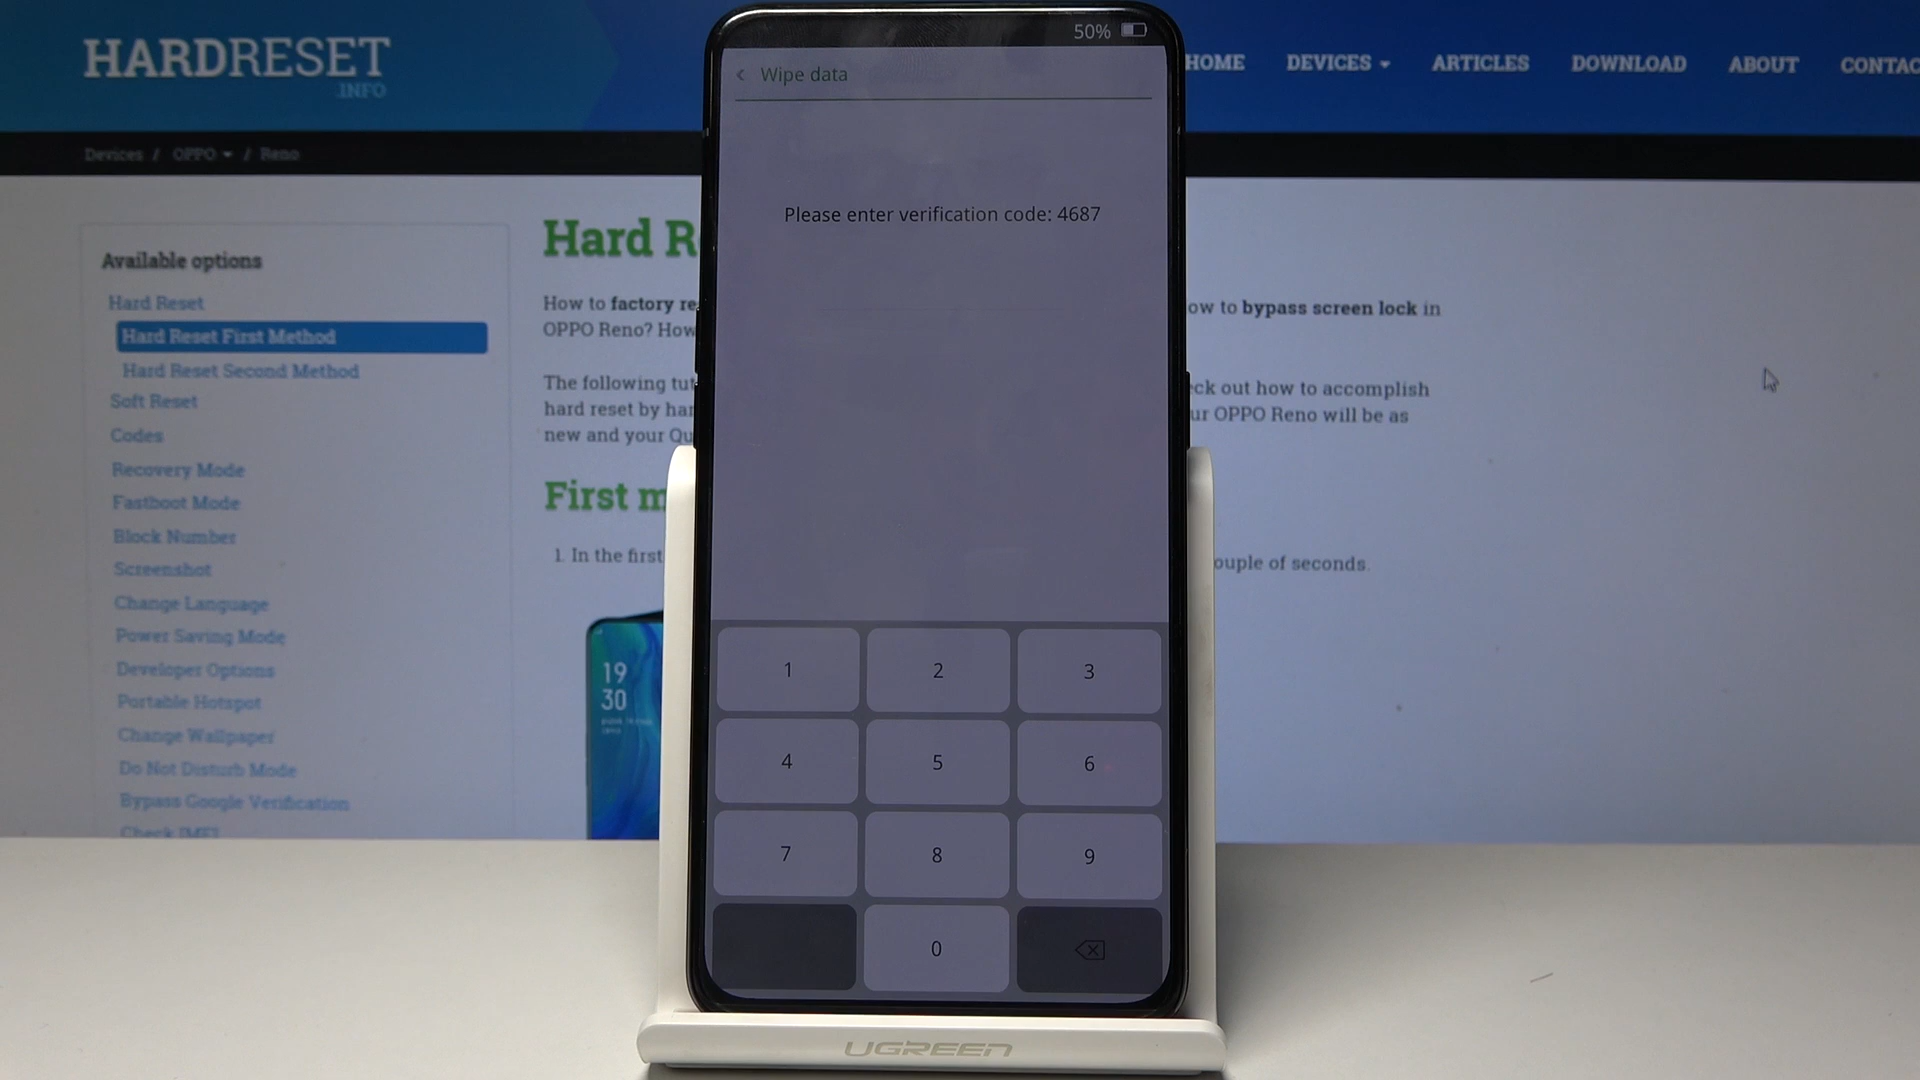 HARDRESET
.INFO
HOME DEVICES ARTICLES DOWNLOAD ABOUT CONTAC
Devices / OPPO / Reno
Available options
Hard Reset
Hard Reset First Method
Hard Reset Second Method
Soft Reset
Codes
Recovery Mode
Fastboot Mode
Block Number
Screenshot
Change Language
Power Saving Mode
Developer Options
Portable Hotspot
Change Wallpaper
Do Not Disturb Mode
Bypass Google Verification
Check IMEI
Hard R
How to factory re ow to bypass screen lock in
OPPO Reno? How
The following tut ck out how to accomplish
hard reset by har ur OPPO Reno will be as
new and your Qu
First m
1. In the first ouple of seconds.
19
30
50%
< Wipe data
Please enter verification code: 4687
1 2 3
4 5 6
7 8 9
0
UGREEN